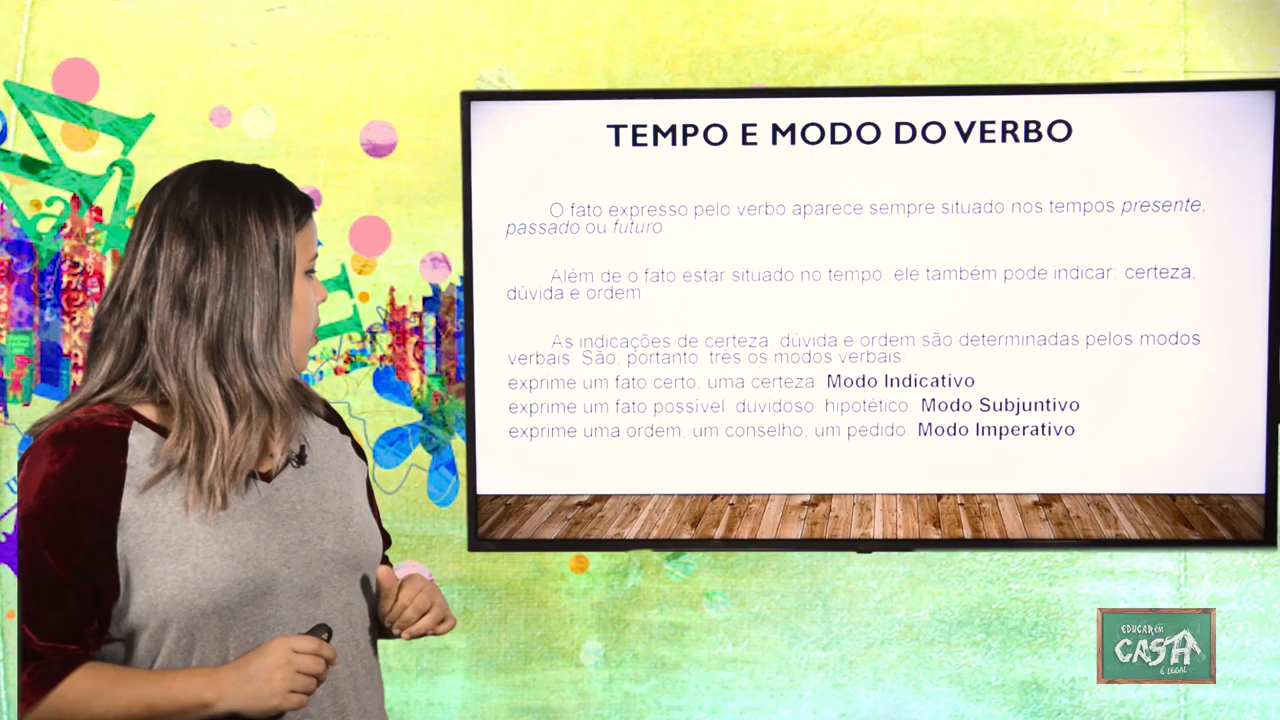 TEMPO E MODO DO VERBO
O fato expresso pelo verbo aparece sempre situado nos tempos presente,
passado ou futuro
Além de o fato estar situado no tempo, ele também pode indicar: certeza,
dúvida e ordem.
As indicações de certeza, dúvida e ordem são determinadas pelos modos
verbais. São, portanto, três os modos verbais:
exprime um fato certo, uma certeza. Modo Indicativo
exprime um fato possível, duvidoso, hipotético. Modo Subjuntivo
exprime uma ordem, um conselho, um pedido. Modo Imperativo
EDUCAR EM
CASA
É LEGAL